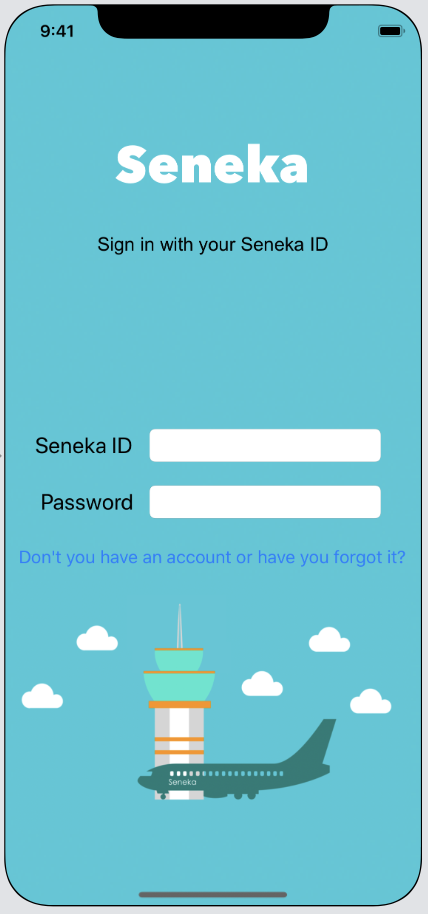 9:41
Seneka
Sign in with your Seneka ID
Seneka ID
Password
Don't you have an account or have you forgot it?
Seneka